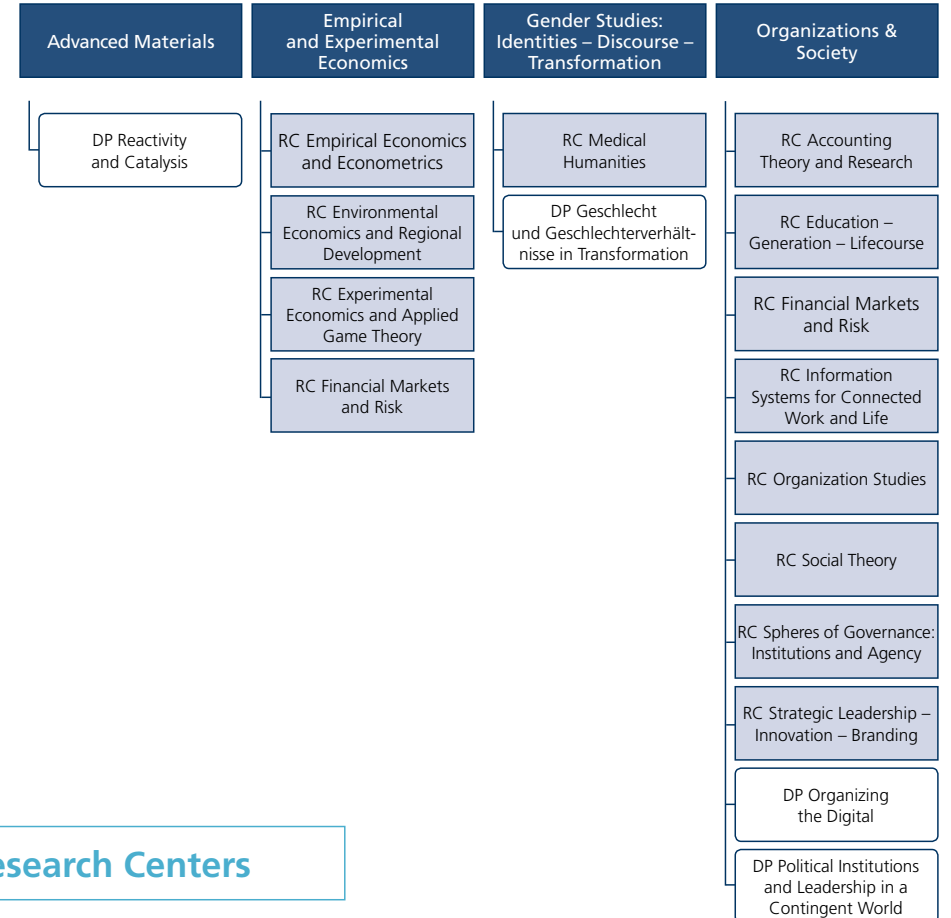 Advanced Materials
DP Reactivity
and Catalysis
Empirical
and Experimental
Economics
RC Empirical Economics
and Econometrics
RC Environmental
Economics and Regional
Development
RC Experimental
Economics and Applied
Game Theory
RC Financial Markets
and Risk
Gender Studies:
Identities – Discourse –
Transformation
RC Medical
Humanities
DP Geschlecht
und Geschlechterverhält-
nisse in Transformation
Organizations &
Society
RC Accounting
Theory and Research
RC Education –
Generation – Lifecourse
RC Financial Markets
and Risk
RC Information
Systems for Connected
Work and Life
RC Organization Studies
RC Social Theory
RC Spheres of Governance:
Institutions and Agency
RC Strategic Leadership –
Innovation – Branding
DP Organizing
the Digital
DP Political Institutions
and Leadership in a
Contingent World
esearch Centers